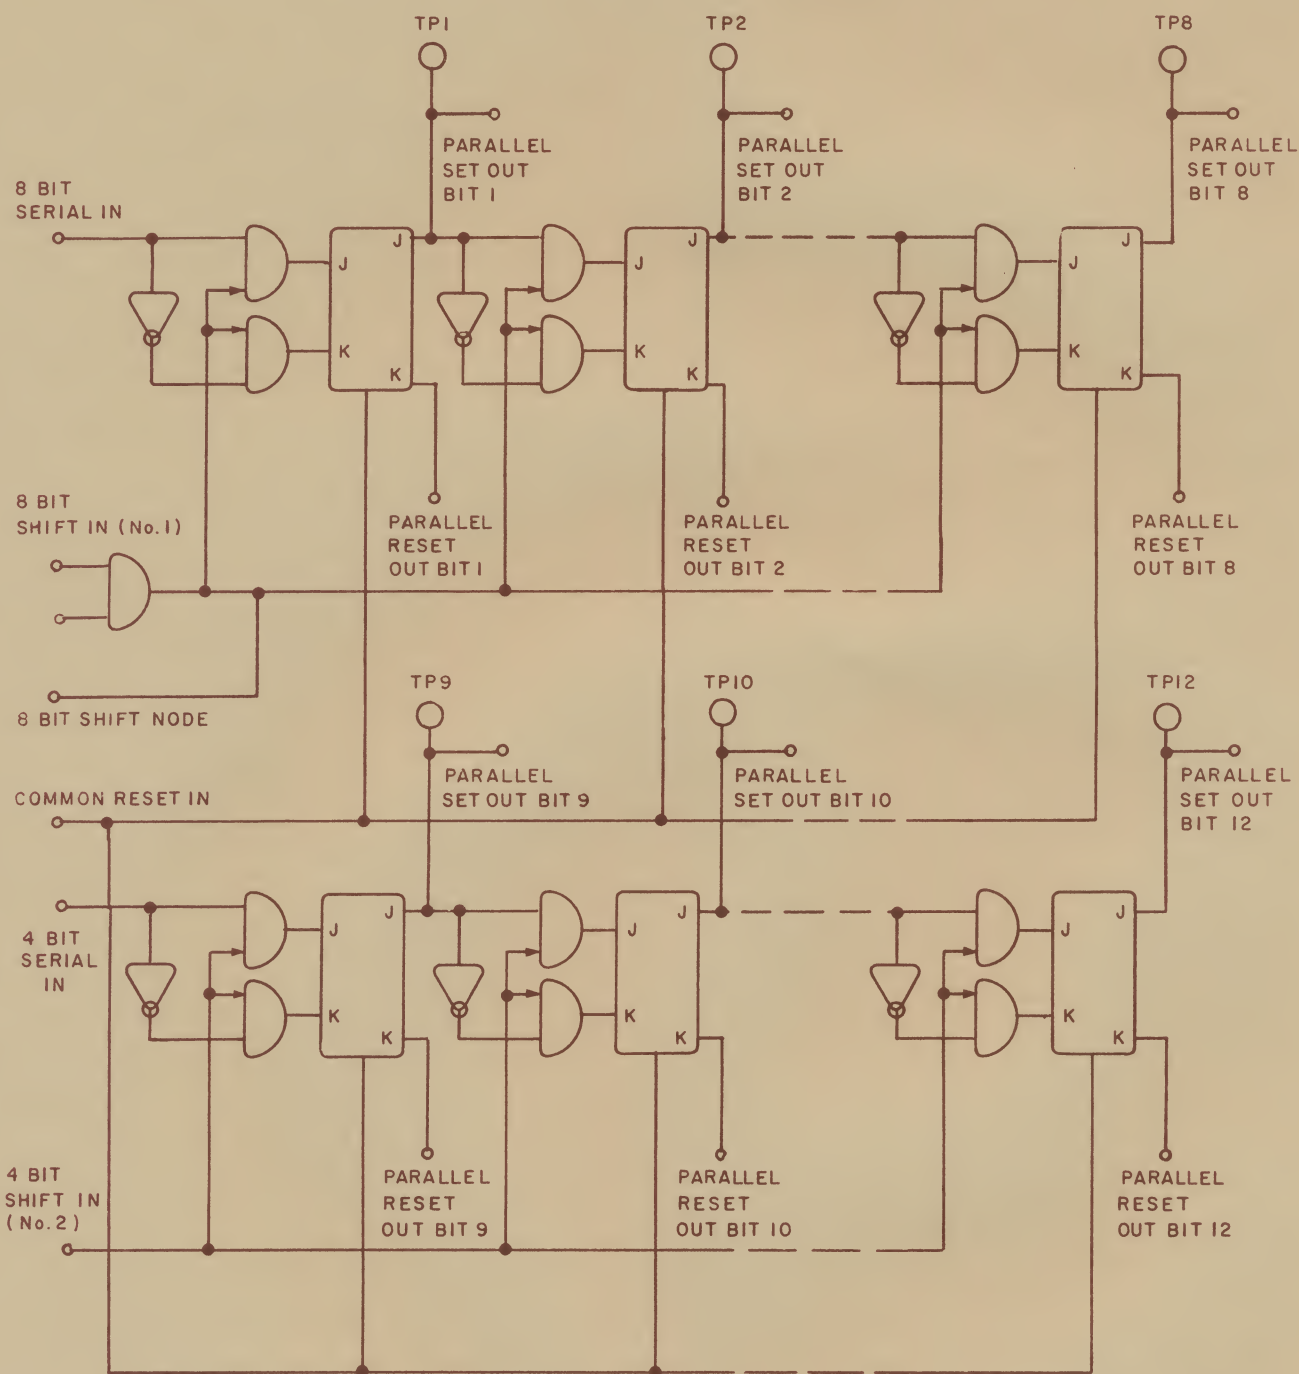 TP1
TP2
TP8
PARALLEL
SET OUT
BIT 1
PARALLEL
SET OUT
BIT 2
PARALLEL
SET OUT
BIT 8
8 BIT
SERIAL IN
J
J
K
K
J
J
K
K
J
J
K
K
8 BIT
SHIFT IN (No.1)
PARALLEL
RESET
OUT BIT 1
PARALLEL
RESET
OUT BIT 2
PARALLEL
RESET
OUT BIT 8
8 BIT SHIFT NODE
TP9
TP10
TP12
PARALLEL
SET OUT BIT 9
PARALLEL
SET OUT BIT 10
PARALLEL
SET OUT
BIT 12
COMMON RESET IN
4 BIT
SERIAL
IN
J
J
K
K
J
J
K
K
J
J
K
K
4 BIT
SHIFT IN
(No.2)
PARALLEL
RESET
OUT BIT 9
PARALLEL
RESET
OUT BIT 10
PARALLEL
RESET
OUT BIT 12